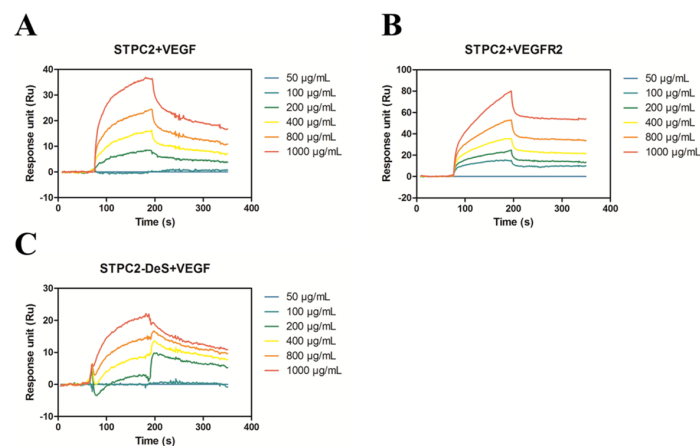 A
STPC2+VEGF
Response unit (Ru)
40
30
20
10
0
-10
0
100
200
300
400
Time (s)
50 µg/mL
100 µg/mL
200 µg/mL
400 µg/mL
800 µg/mL
1000 µg/mL
B
STPC2+VEGFR2
Response unit (Ru)
100
80
60
40
20
0
-20
0
100
200
300
400
Time (s)
50 µg/mL
100 µg/mL
200 µg/mL
400 µg/mL
800 µg/mL
1000 µg/mL
C
STPC2-DeS+VEGF
Response unit (Ru)
30
20
10
0
-10
0
100
200
300
400
Time (s)
50 µg/mL
100 µg/mL
200 µg/mL
400 µg/mL
800 µg/mL
1000 µg/mL